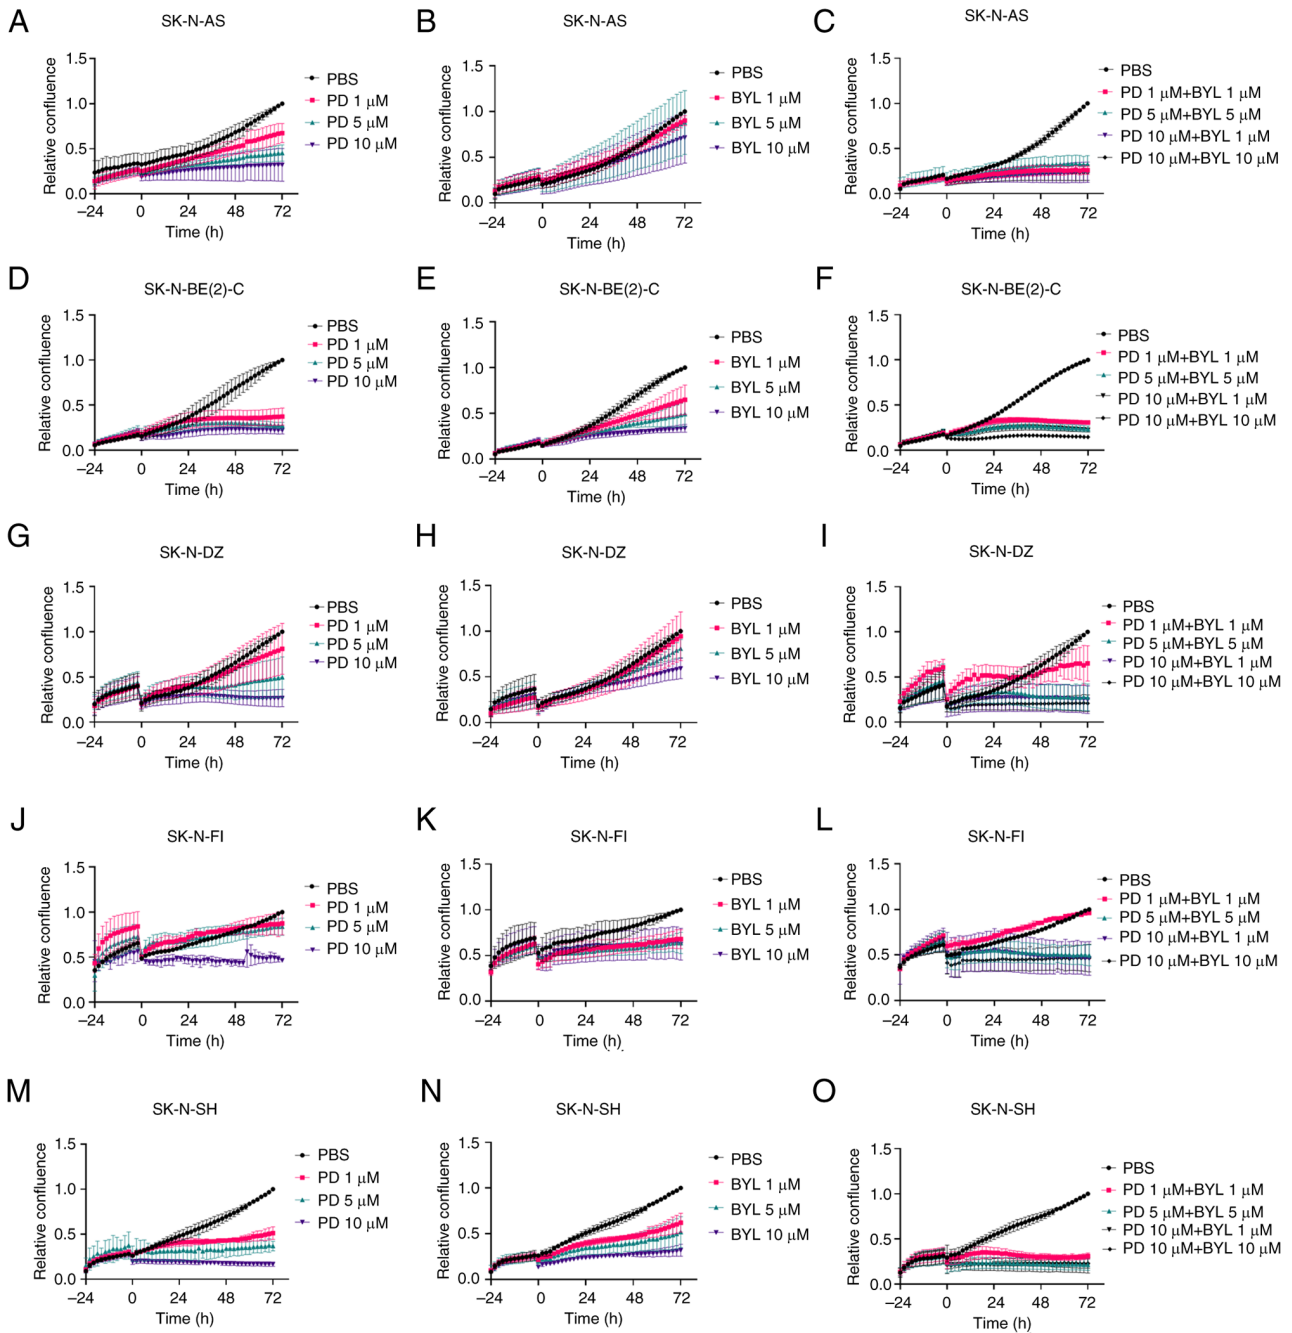 A
SK-N-AS
Relative confluence
1.5
1.0
0.5
0.0
–24 0 24 48 72
Time (h)
PBS
PD 1 µM
PD 5 µM
PD 10 µM
B
SK-N-AS
Relative confluence
1.5
1.0
0.5
0.0
–24 0 24 48 72
Time (h)
PBS
BYL 1 µM
BYL 5 µM
BYL 10 µM
C
SK-N-AS
Relative confluence
1.5
1.0
0.5
0.0
–24 0 24 48 72
Time (h)
PBS
PD 1 µM+BYL 1 µM
PD 5 µM+BYL 5 µM
PD 10 µM+BYL 1 µM
PD 10 µM+BYL 10 µM
D
SK-N-BE(2)-C
Relative confluence
1.5
1.0
0.5
0.0
–24 0 24 48 72
Time (h)
PBS
PD 1 µM
PD 5 µM
PD 10 µM
E
SK-N-BE(2)-C
Relative confluence
1.5
1.0
0.5
0.0
–24 0 24 48 72
Time (h)
PBS
BYL 1 µM
BYL 5 µM
BYL 10 µM
F
SK-N-BE(2)-C
Relative confluence
1.5
1.0
0.5
0.0
–24 0 24 48 72
Time (h)
PBS
PD 1 µM+BYL 1 µM
PD 5 µM+BYL 5 µM
PD 10 µM+BYL 1 µM
PD 10 µM+BYL 10 µM
G
SK-N-DZ
Relative confluence
1.5
1.0
0.5
0.0
–24 0 24 48 72
Time (h)
PBS
PD 1 µM
PD 5 µM
PD 10 µM
H
SK-N-DZ
Relative confluence
1.5
1.0
0.5
0.0
–24 0 24 48 72
Time (h)
PBS
BYL 1 µM
BYL 5 µM
BYL 10 µM
I
SK-N-DZ
Relative confluence
1.5
1.0
0.5
0.0
–24 0 24 48 72
Time (h)
PBS
PD 1 µM+BYL 1 µM
PD 5 µM+BYL 5 µM
PD 10 µM+BYL 1 µM
PD 10 µM+BYL 10 µM
J
SK-N-FI
Relative confluence
1.5
1.0
0.5
0.0
–24 0 24 48 72
Time (h)
PBS
PD 1 µM
PD 5 µM
PD 10 µM
K
SK-N-FI
Relative confluence
1.5
1.0
0.5
0.0
–24 0 24 48 72
Time (h)
PBS
BYL 1 µM
BYL 5 µM
BYL 10 µM
L
SK-N-FI
Relative confluence
1.5
1.0
0.5
0.0
–24 0 24 48 72
Time (h)
PBS
PD 1 µM+BYL 1 µM
PD 5 µM+BYL 5 µM
PD 10 µM+BYL 1 µM
PD 10 µM+BYL 10 µM
M
SK-N-SH
Relative confluence
1.5
1.0
0.5
0.0
–24 0 24 48 72
Time (h)
PBS
PD 1 µM
PD 5 µM
PD 10 µM
N
SK-N-SH
Relative confluence
1.5
1.0
0.5
0.0
–24 0 24 48 72
Time (h)
PBS
BYL 1 µM
BYL 5 µM
BYL 10 µM
O
SK-N-SH
Relative confluence
1.5
1.0
0.5
0.0
–24 0 24 48 72
Time (h)
PBS
PD 1 µM+BYL 1 µM
PD 5 µM+BYL 5 µM
PD 10 µM+BYL 1 µM
PD 10 µM+BYL 10 µM